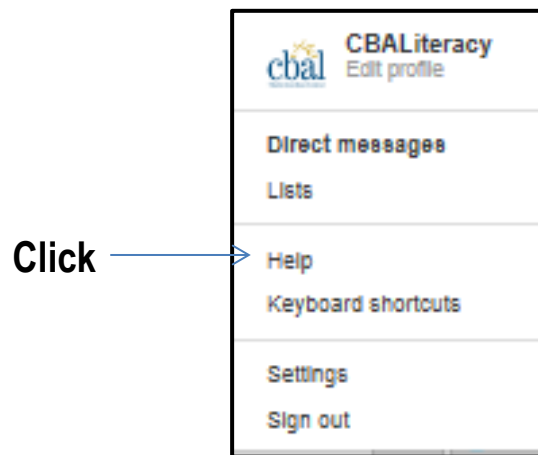 cbal
CBALiteracy
Edit profile
Direct messages
Lists
Click
Help
Keyboard shortcuts
Settings
Sign out